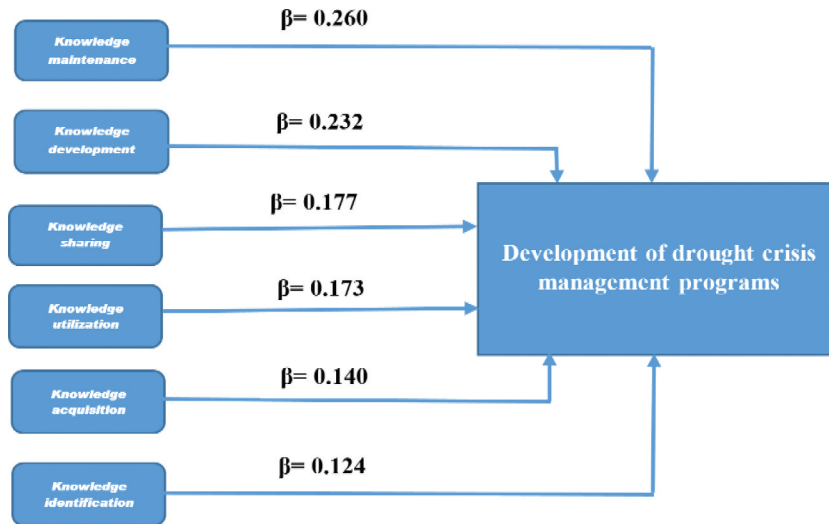 β= 0.260
Knowledge
maintenance
β= 0.232
Knowledge
development
β= 0.177
Knowledge
sharing
β= 0.173
Knowledge
utilization
β= 0.140
Knowledge
acquisition
β= 0.124
Knowledge
identification
Development of drought crisis
management programs